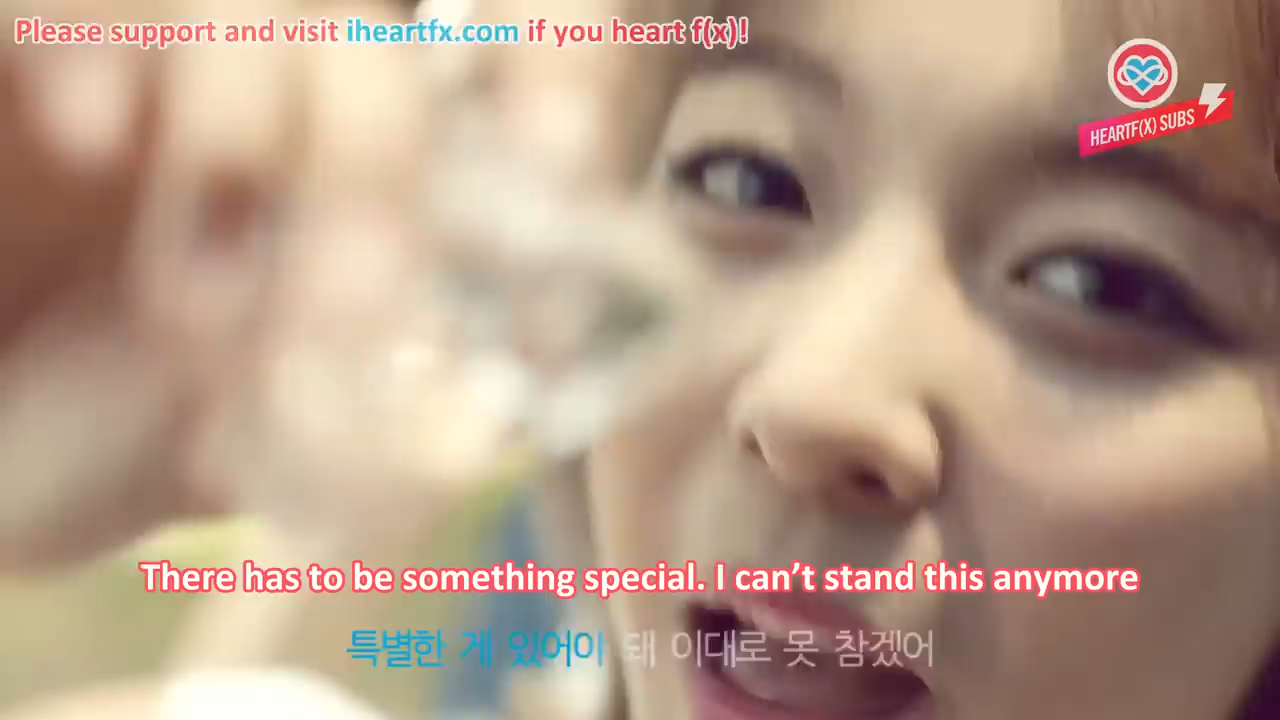 Please support and visit iheartfx.com if you heart f(x)!
HEARTF(X) SUBS
There has to be something special. I can’t stand this anymore
특별한 게 있어야 돼 이대로 못 참겠어